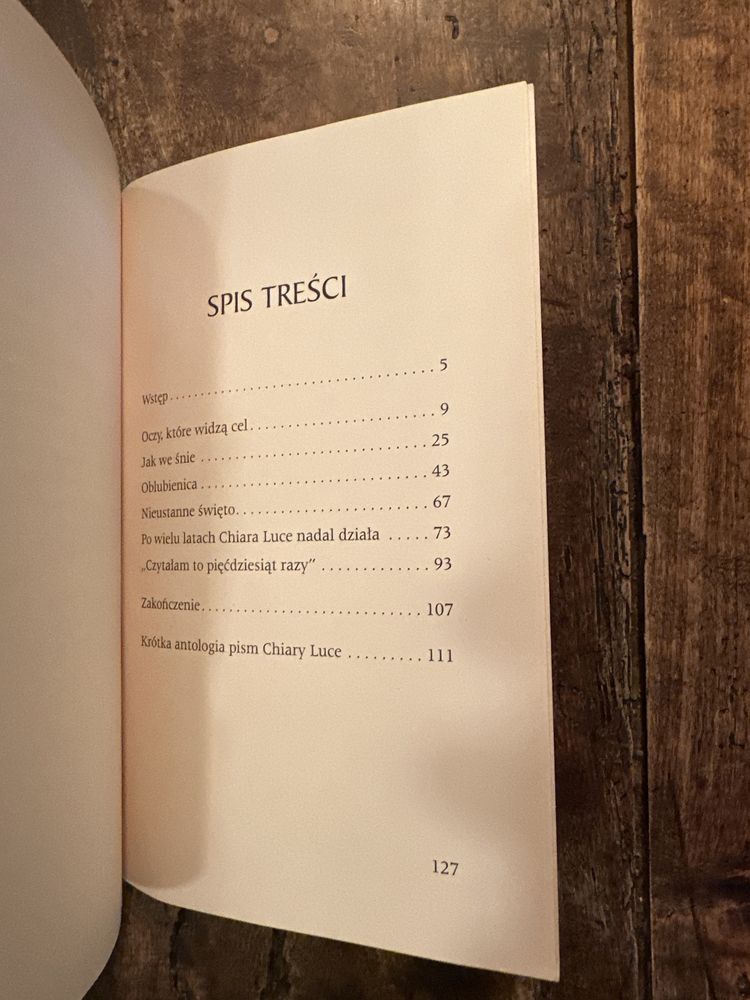 SPIS TREŚCI
Wstęp. . . . . . . . . . . . . . . . . . . . . . . . . . . . . . . . . . . 5
Oczy, które widzą cel . . . . . . . . . . . . . . . . . . . . . . . . 9
Jak we śnie . . . . . . . . . . . . . . . . . . . . . . . . . . . . . 25
Oblubienica . . . . . . . . . . . . . . . . . . . . . . . . . . . . . 43
Nieustanne święto. . . . . . . . . . . . . . . . . . . . . . . . . 67
Po wielu latach Chiara Luce nadal działa . . . . . 73
„Czytałam to pięćdziesiąt razy” . . . . . . . . . . . . . 93
Zakończenie. . . . . . . . . . . . . . . . . . . . . . . . . . . . 107
Krótka antologia pism Chiary Luce . . . . . . . . . 111
127